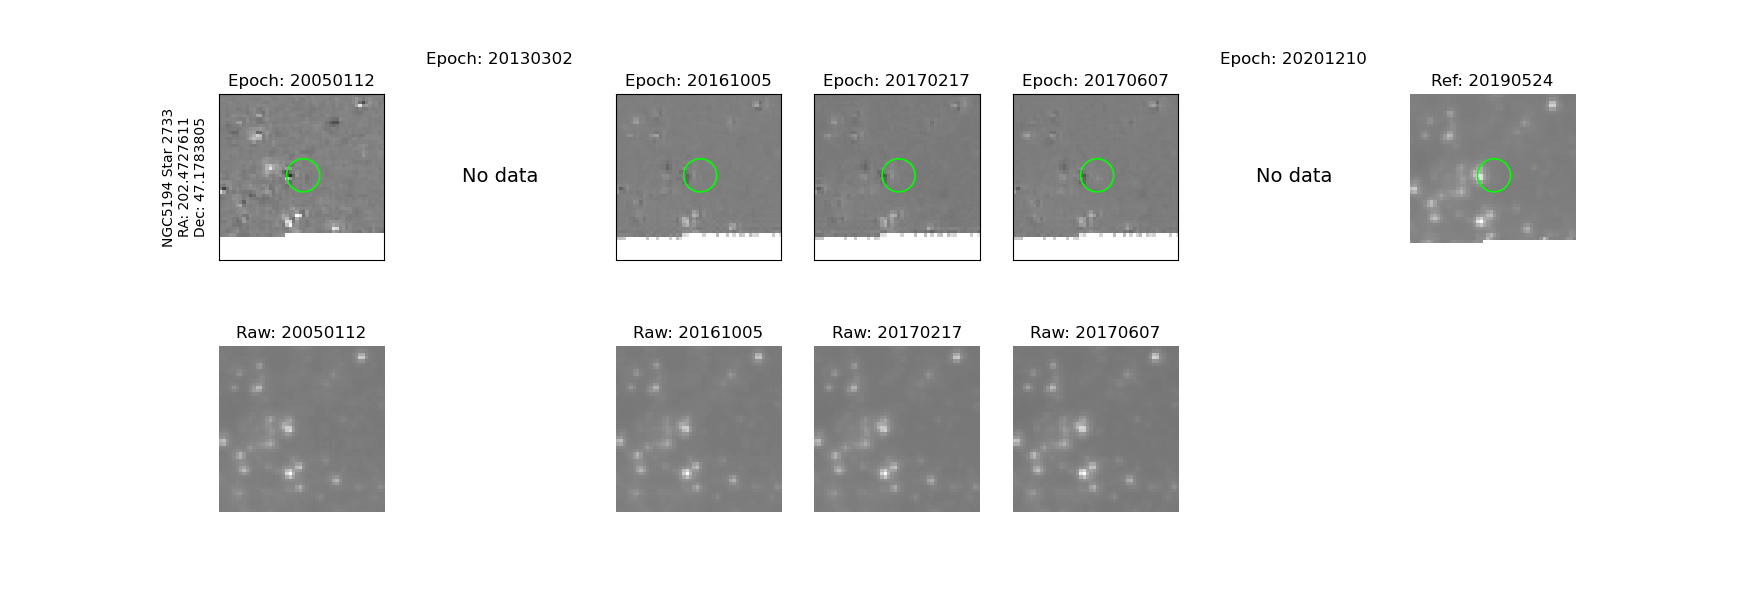 Epoch: 20130302
Epoch: 20201210
Epoch: 20050112
Epoch: 20161005
Epoch: 20170217
Epoch: 20170607
Ref: 20190524
NGC5194 Star 2733
RA: 202.4727611
Dec: 47.1783805
No data
No data
Raw: 20050112
Raw: 20161005
Raw: 20170217
Raw: 20170607